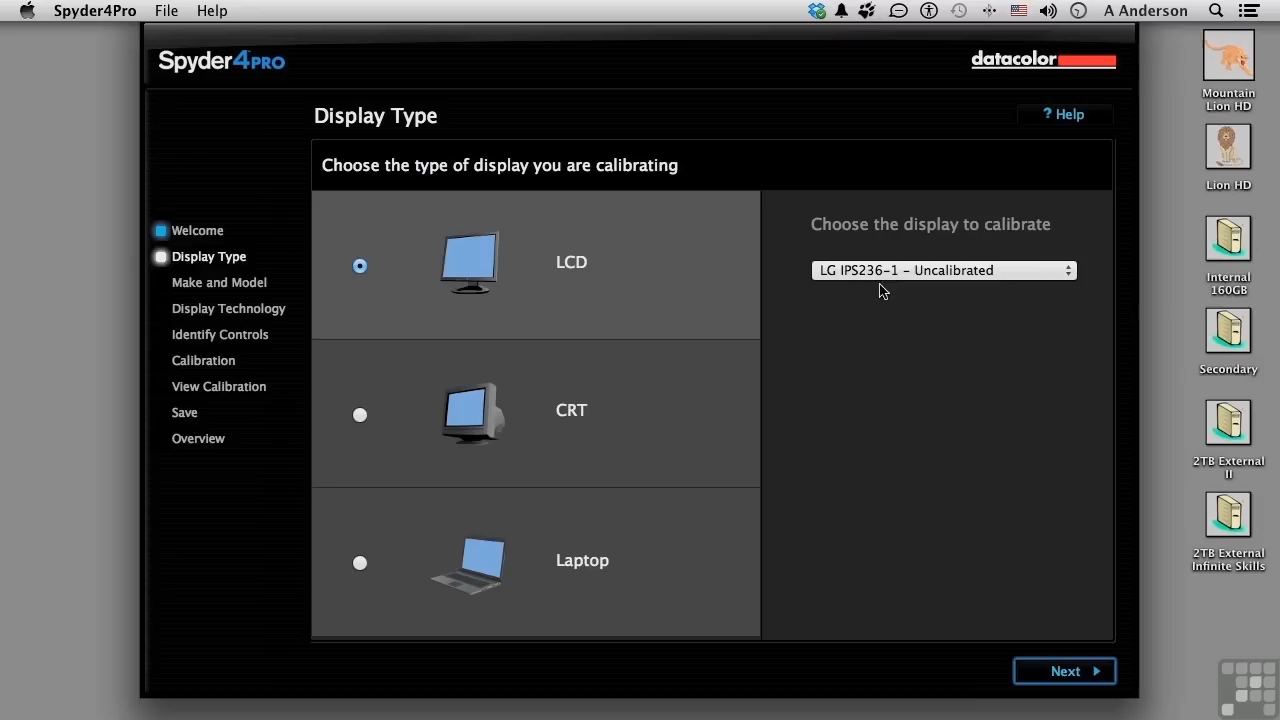 Spyder4Pro File Help A Anderson
Spyder4PRO
datacolor
Display Type
? Help
Choose the type of display you are calibrating
Welcome
Display Type
Make and Model
Display Technology
Identify Controls
Calibration
View Calibration
Save
Overview
LCD
CRT
Laptop
Choose the display to calibrate
LG IPS236-1 - Uncalibrated
Next
Mountain
Lion HD
Lion HD
Internal
160GB
Secondary
2TB External
II
2TB External
Infinite Skills